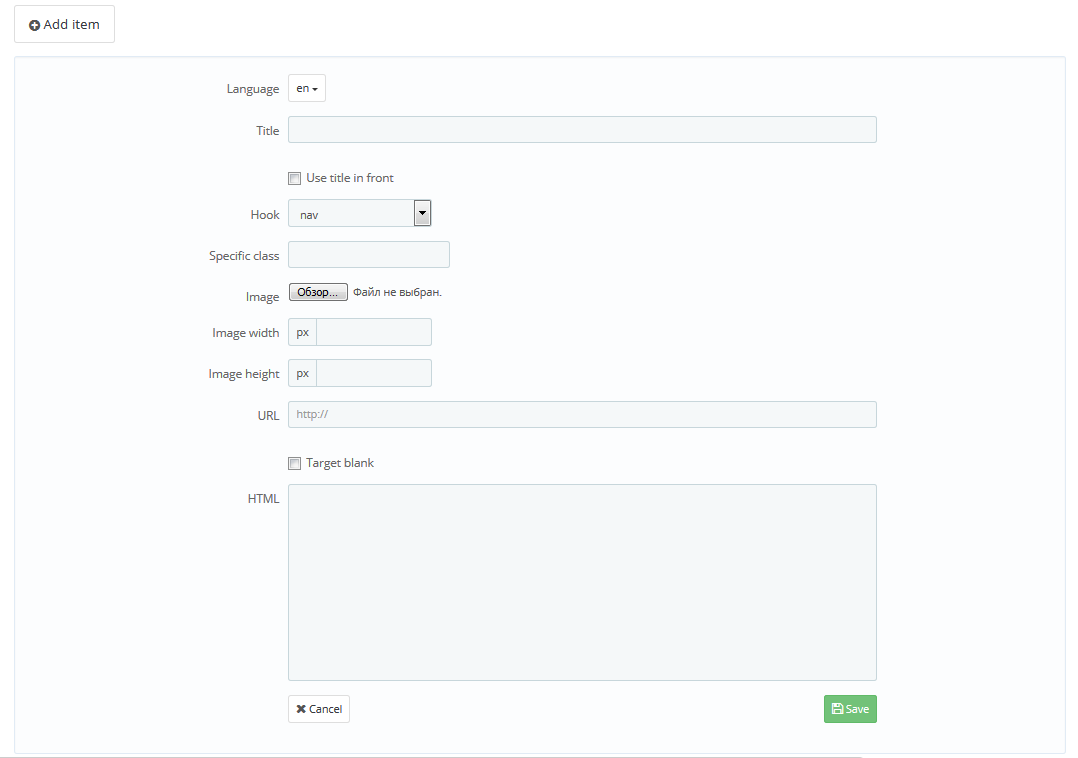 Add item
Language en
Title
Use title in front
Hook nav
Specific class
Image Обзор... Файл не выбран.
Image width px
Image height px
URL http://
Target blank
HTML
Cancel Save